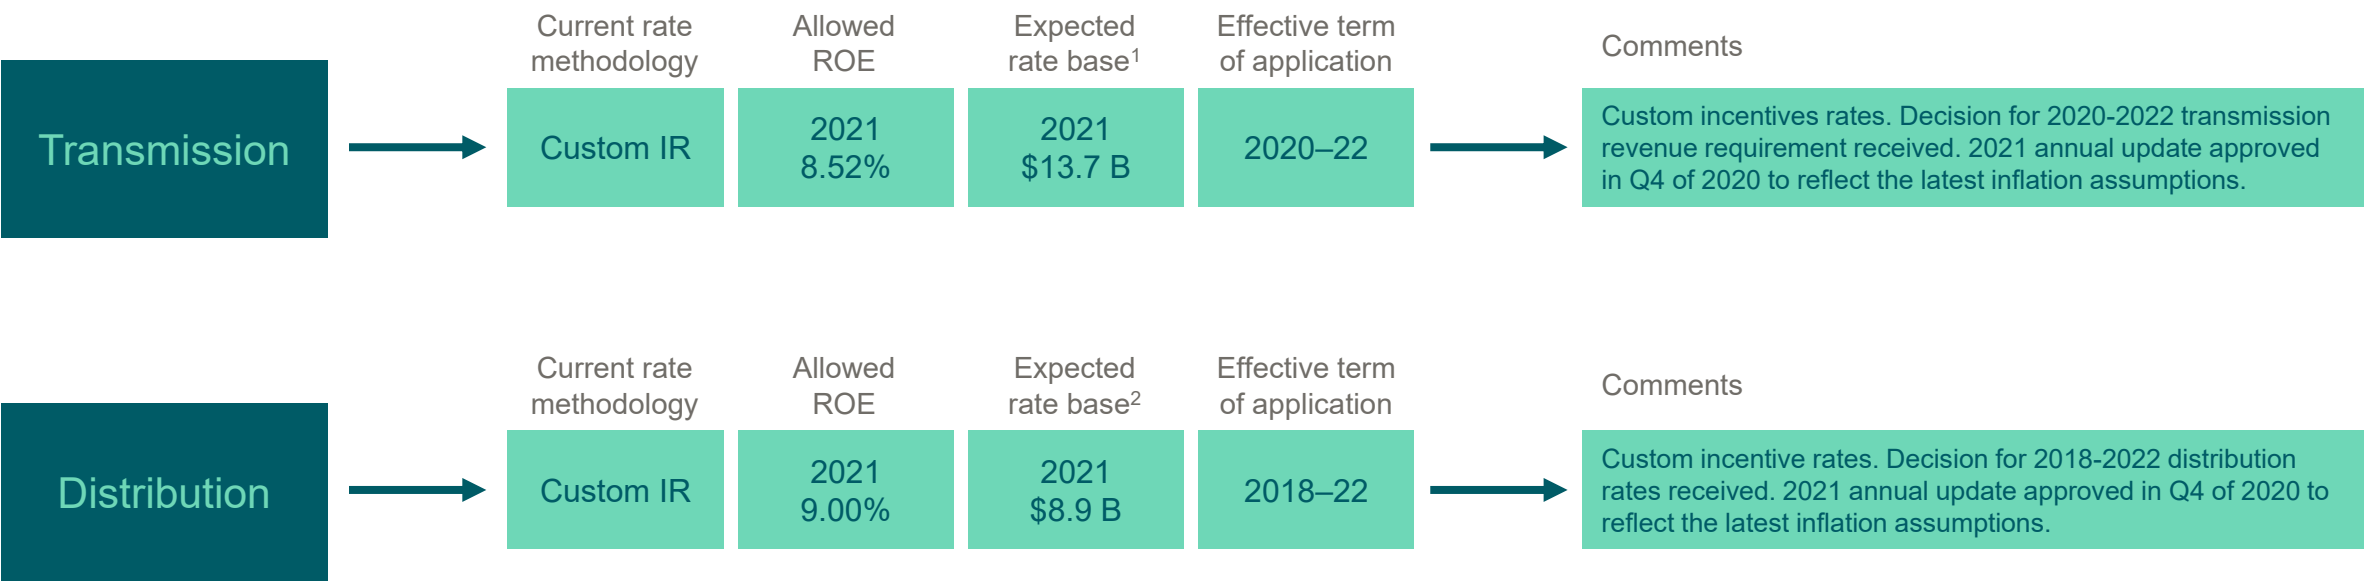 Transmission
Current rate
methodology
Custom IR
Allowed
ROE
2021
8.52%
Expected
rate base¹
2021
$13.7 B
Effective term
of application
2020–22
Comments
Custom incentives rates. Decision for 2020-2022 transmission
revenue requirement received. 2021 annual update approved
in Q4 of 2020 to reflect the latest inflation assumptions.
Distribution
Current rate
methodology
Custom IR
Allowed
ROE
2021
9.00%
Expected
rate base²
2021
$8.9 B
Effective term
of application
2018–22
Comments
Custom incentive rates. Decision for 2018-2022 distribution
rates received. 2021 annual update approved in Q4 of 2020 to
reflect the latest inflation assumptions.